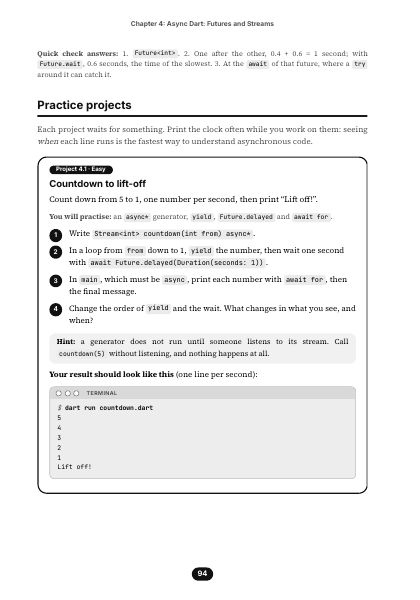 Chapter 4: Async Dart: Futures and Streams
Quick check answers: 1. Future<int>. 2. One after the other, 0.4 + 0.6 = 1 second; with
Future.wait, 0.6 seconds, the time of the slowest. 3. At the await of that future, where a try
around it can catch it.
Practice projects
Each project waits for something. Print the clock often while you work on them: seeing
when each line runs is the fastest way to understand asynchronous code.
Project 4.1 · Easy
Countdown to lift-off
Count down from 5 to 1, one number per second, then print “Lift off!”.
You will practise: an async* generator, yield, Future.delayed and await for.
1 Write Stream<int> countdown(int from) async*.
2 In a loop from from down to 1, yield the number, then wait one second
with await Future.delayed(Duration(seconds: 1)).
3 In main, which must be async, print each number with await for, then
the final message.
4 Change the order of yield and the wait. What changes in what you see, and
when?
Hint: a generator does not run until someone listens to its stream. Call
countdown(5) without listening, and nothing happens at all.
Your result should look like this (one line per second):
TERMINAL
$ dart run countdown.dart
5
4
3
2
1
Lift off!
94